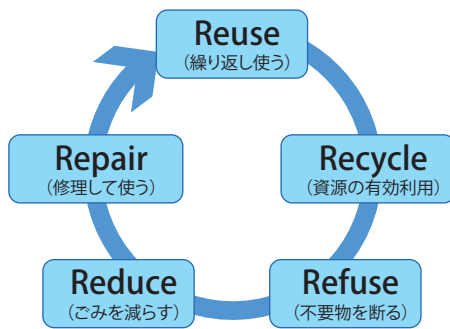 Reuse
(繰り返し使う)
Recycle
(資源の有効利用)
Refuse
(不要物を断る)
Reduce
(ごみを減らす)
Repair
(修理して使う)